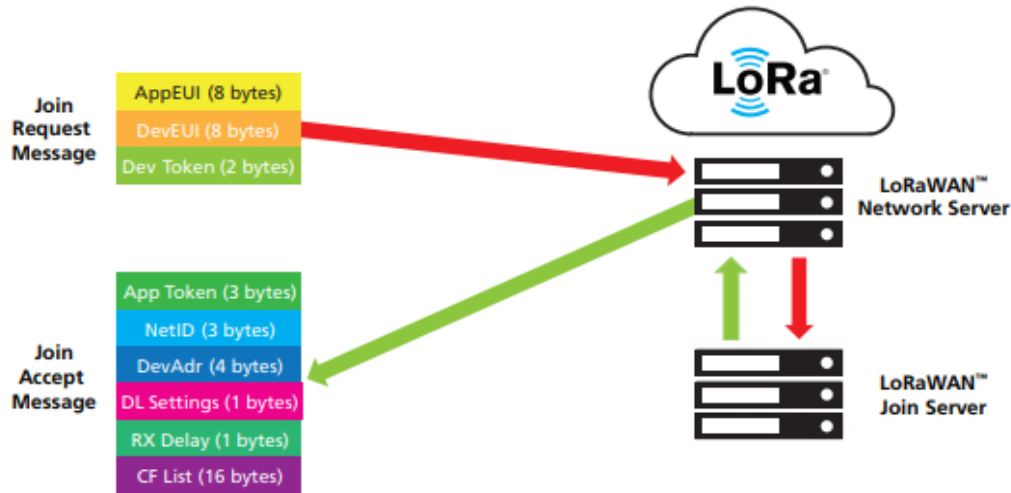 LoRa®
Join
Request
Message
AppEUI (8 bytes)
DevEUI (8 bytes)
Dev Token (2 bytes)
LoRaWAN™
Network Server
Join
Accept
Message
App Token (3 bytes)
NetID (3 bytes)
DevAdr (4 bytes)
DL Settings (1 bytes)
RX Delay (1 bytes)
CF List (16 bytes)
LoRaWAN™
Join Server